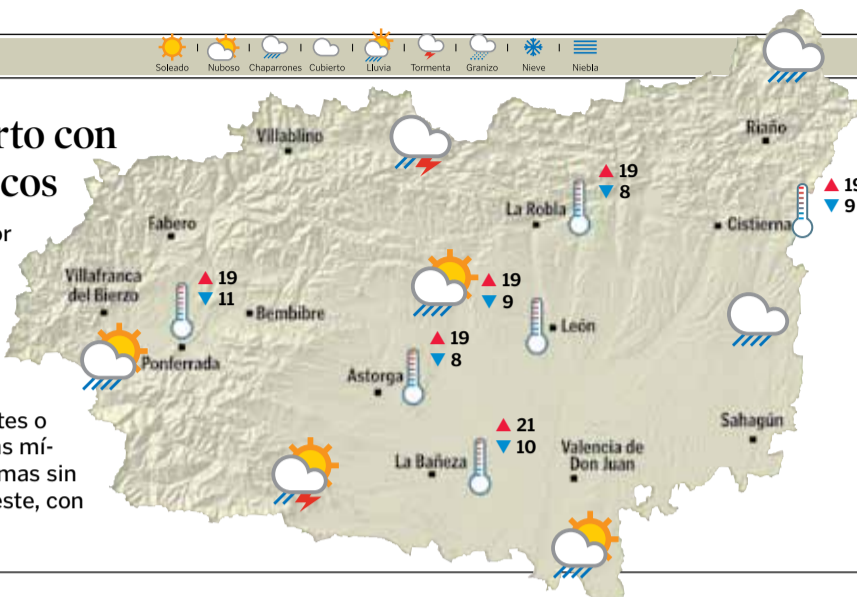 Soleado Nuboso Chaparrones Cubierto Lluvia Tormenta Granizo Nieve Niebla
rto con
cos
or
tes o
as mí-
mas sin
este, con
Villablino
Riaño
19
8
La Robla
19
9
Cistierna
Fabero
Villafranca
del Bierzo
19
11
Bembibre
Ponferrada
19
9
León
19
8
Astorga
21
10
La Bañeza
Valencia de
Don Juan
Sahagún